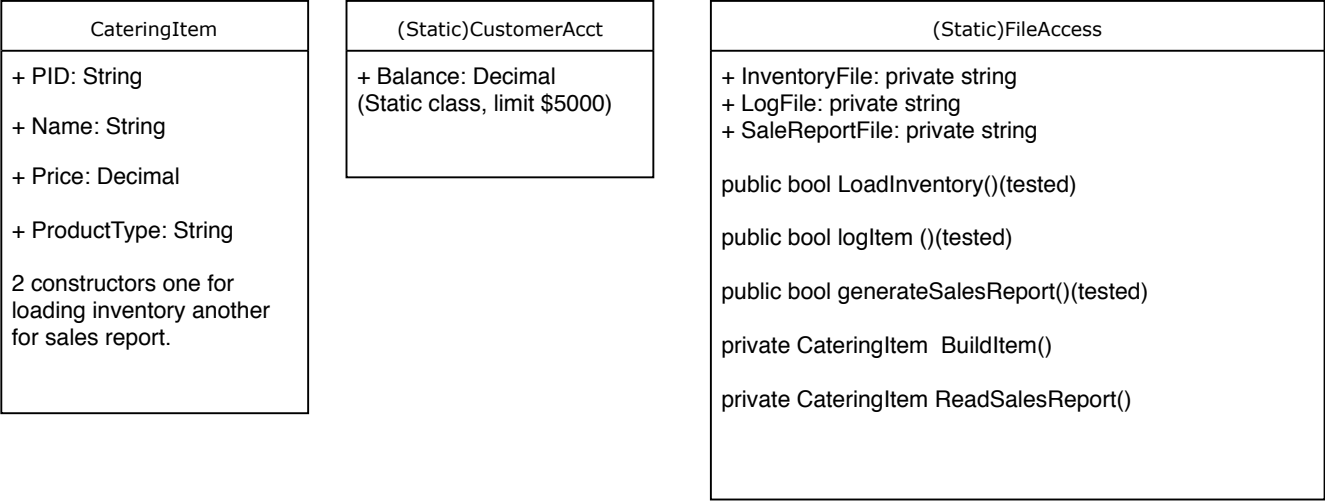 CateringItem
+ PID: String
+ Name: String
+ Price: Decimal
+ ProductType: String
2 constructors one for
loading inventory another
for sales report.
(Static)CustomerAcct
+ Balance: Decimal
(Static class, limit $5000)
(Static)FileAccess
+ InventoryFile: private string
+ LogFile: private string
+ SaleReportFile: private string
public bool LoadInventory()(tested)
public bool logItem ()(tested)
public bool generateSalesReport()(tested)
private CateringItem  BuildItem()
private CateringItem ReadSalesReport()